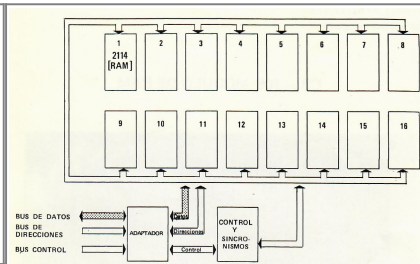 1 2 3 4 5 6 7 8
2114
[RAM]
9 10 11 12 13 14 15 16
BUS DE DATOS
Datos
BUS DE
DIRECCIONES
Direcciones
BUS CONTROL
ADAPTADOR
Control
CONTROL
Y
SINCRO-
NISMOS